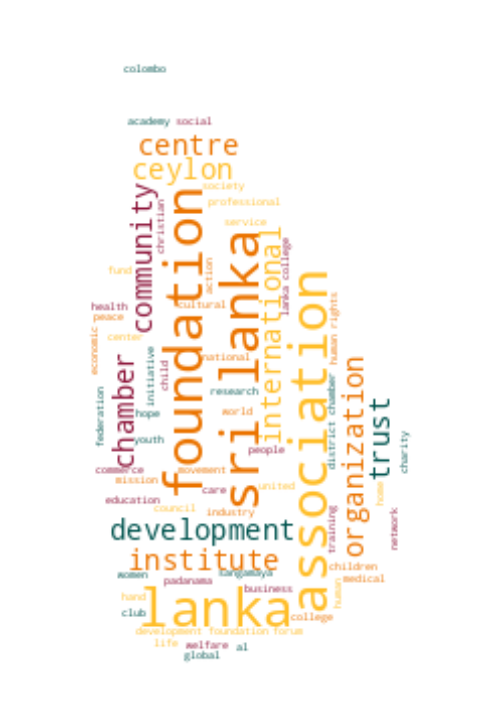 colombo
academy social
centre
ceylon
society
community
christian
foundation
professional
service
sri lanka
international
lanka college
action
fund
association
cultural
health
peace
human rights
economic
center
initiative
child
national
chamber
organization
research
district chamber
federation
hope
world
trust
youth
people
charity
commerce
movement
mission
care
united
home
education
council
industry
training
network
development
institute
children
women
sangamaya
medical
padanama
business
human
hand
lanka
club
college
development foundation forum
life
welfare
al
global